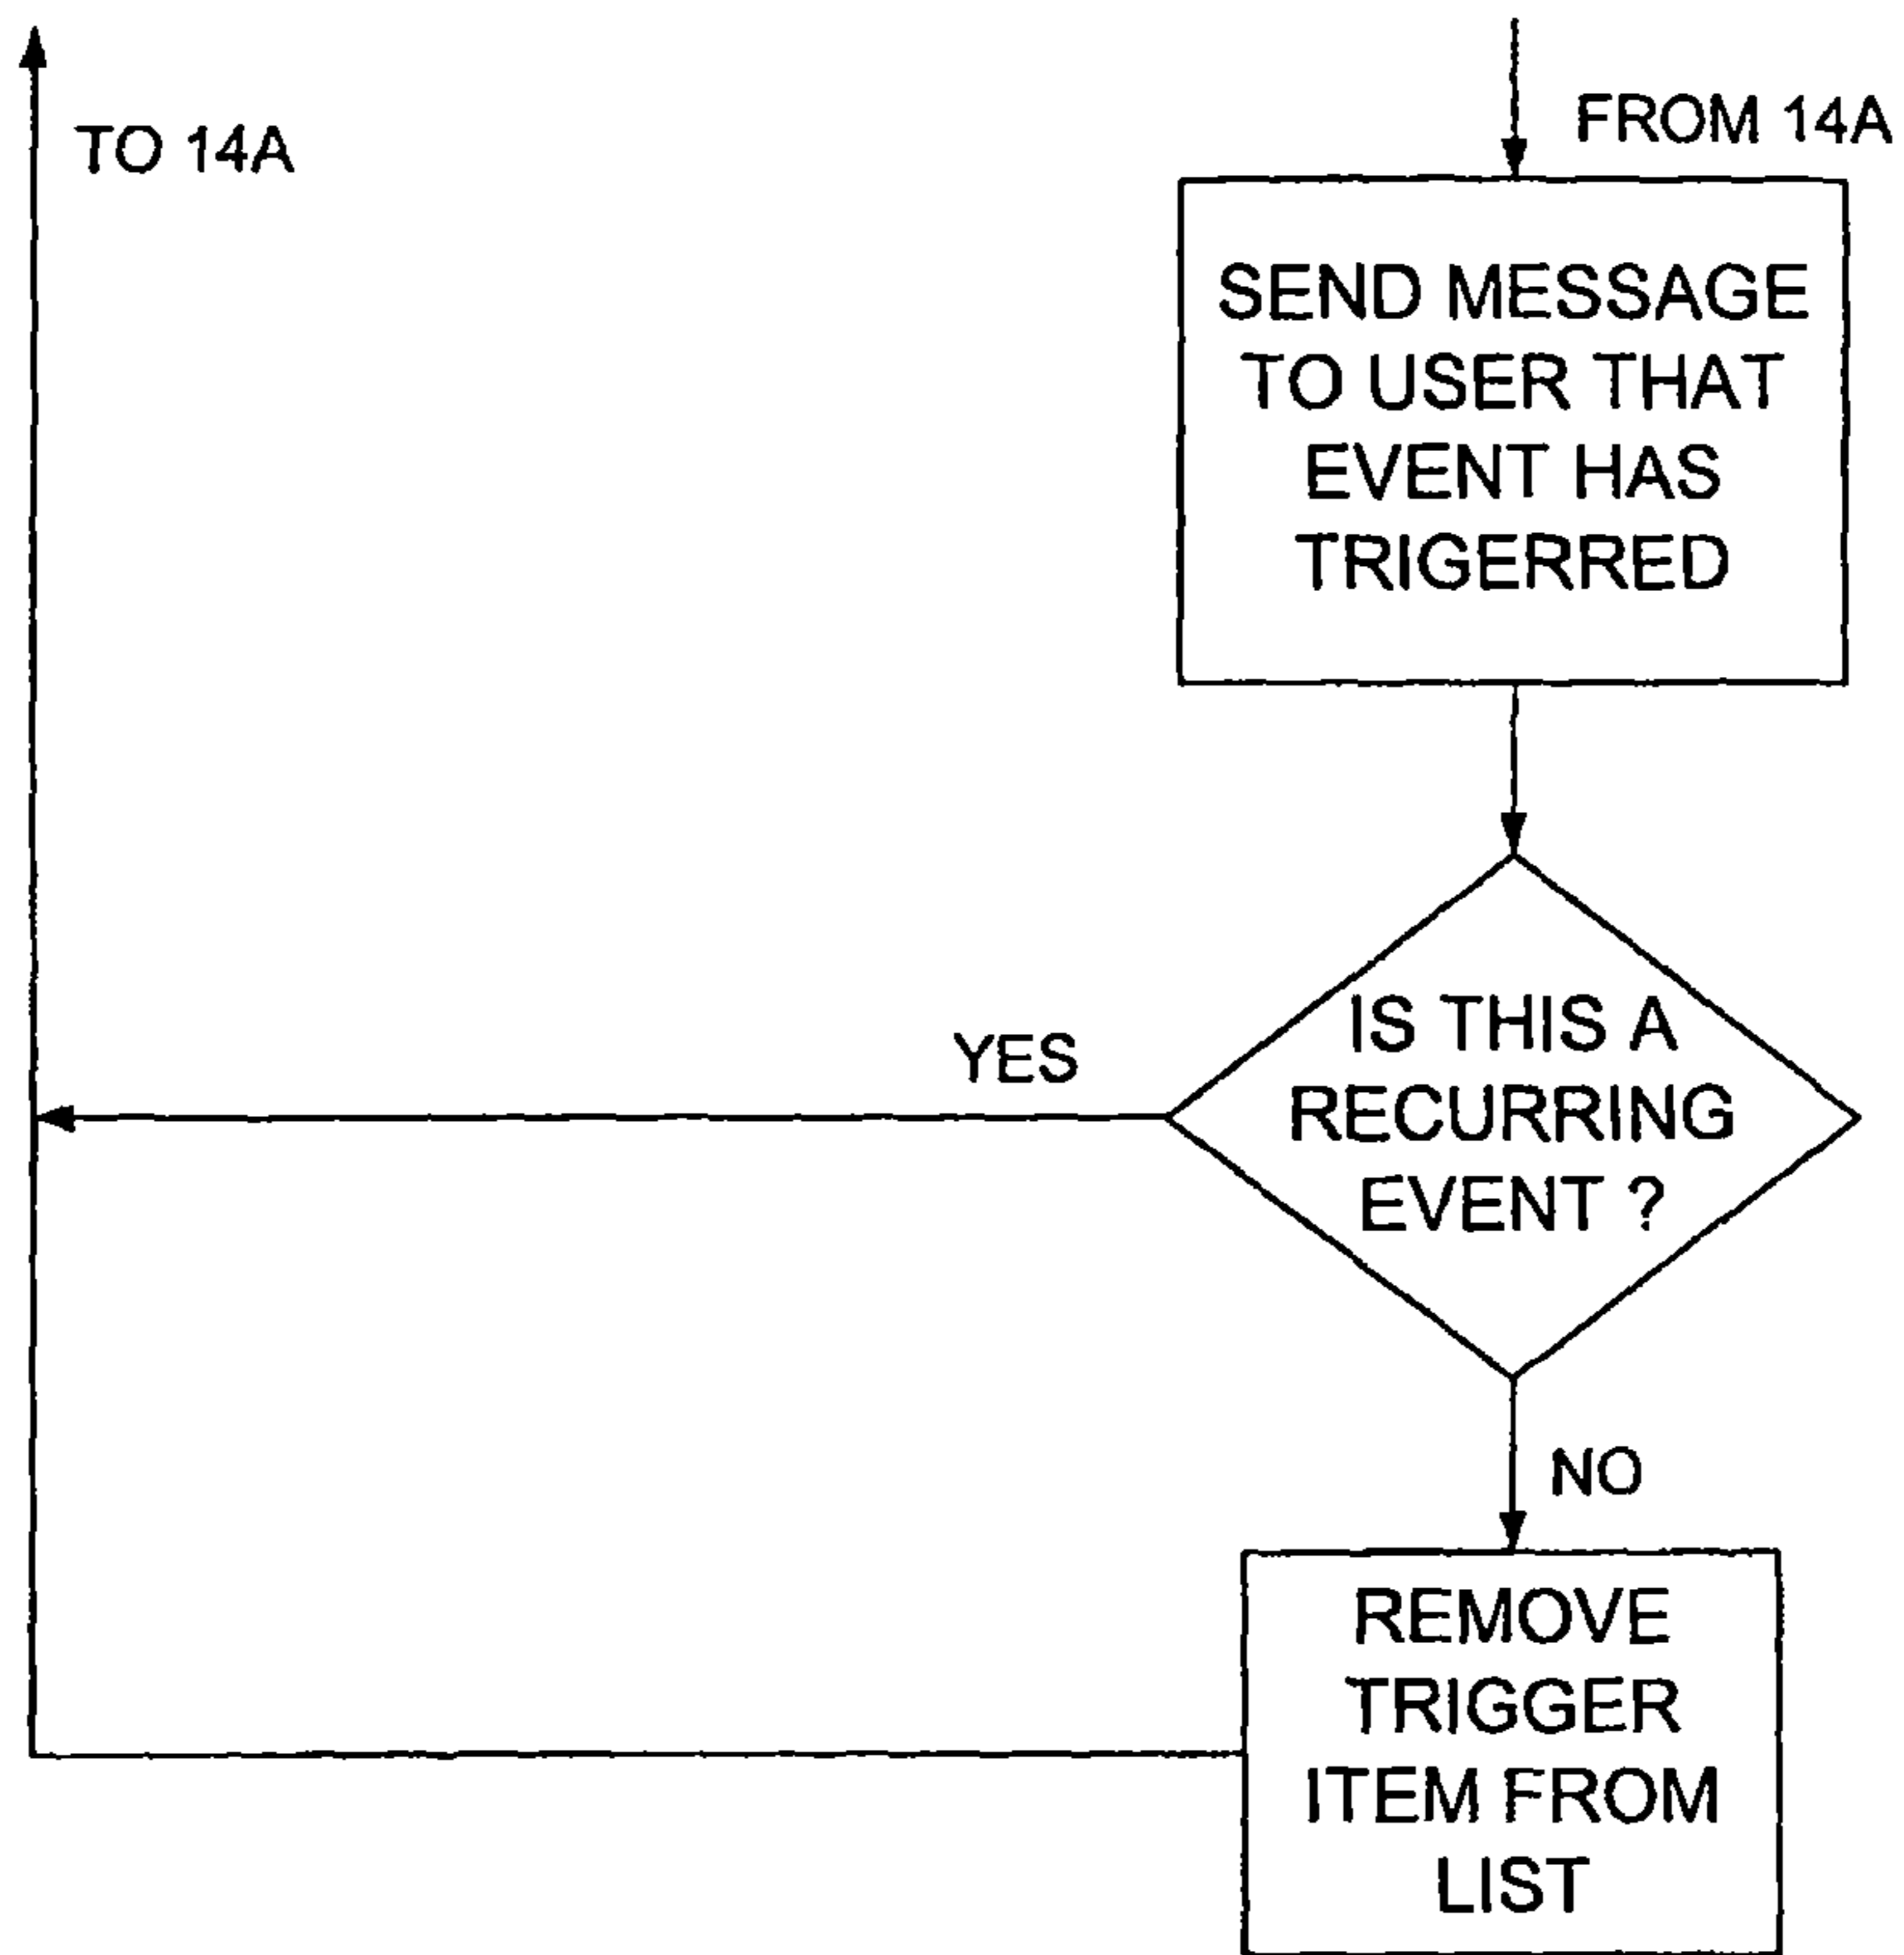 TO 14A
FROM 14A
SEND MESSAGE
TO USER THAT
EVENT HAS
TRIGERRED
IS THIS A
RECURRING
EVENT ?
YES
NO
REMOVE
TRIGGER
ITEM FROM
LIST